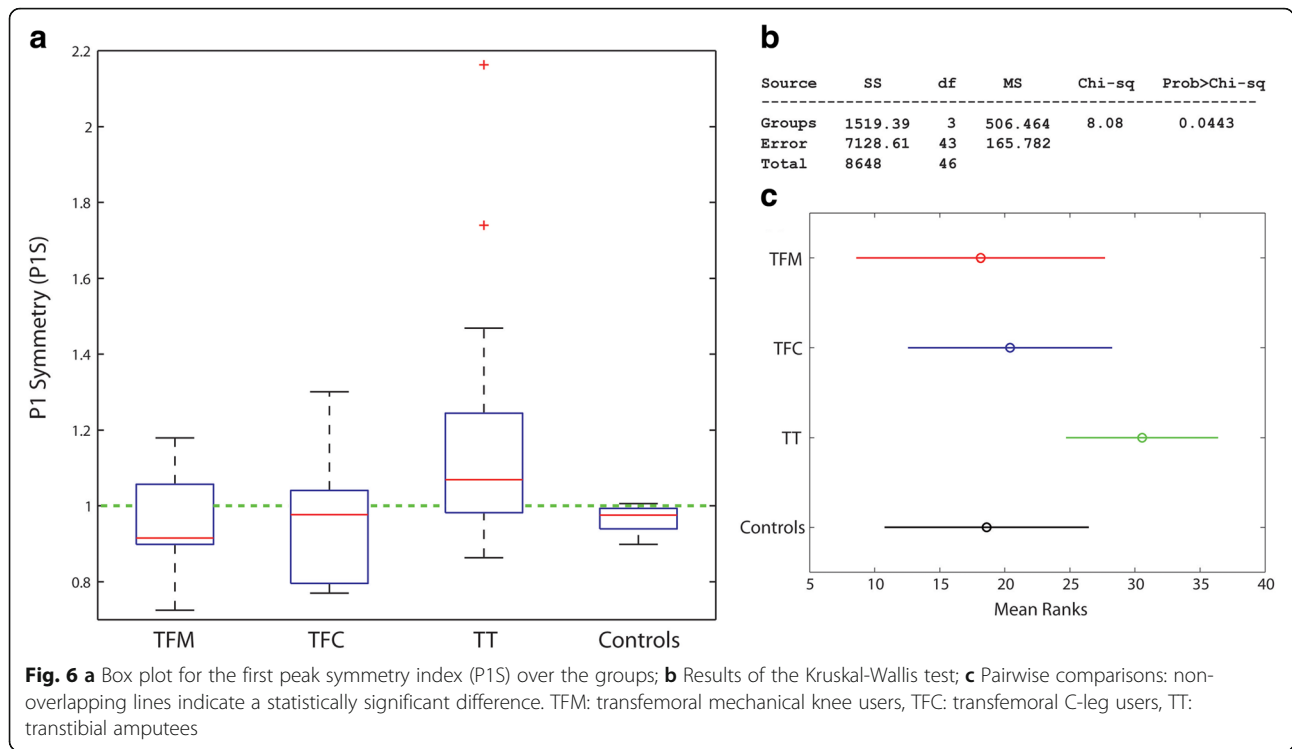 a
2.2
2
1.8
1.6
1.4
1.2
1
0.8
P1 Symmetry (P1S)
TFM TFC TT Controls
b
Source SS df MS Chi-sq Prob>Chi-sq
Groups 1519.39 3 506.464 8.08 0.0443
Error 7128.61 43 165.782
Total 8648 46
c
TFM
TFC
TT
Controls
5 10 15 20 25 30 35 40
Mean Ranks
Fig. 6 a Box plot for the first peak symmetry index (P1S) over the groups; b Results of the Kruskal-Wallis test; c Pairwise comparisons: non-
overlapping lines indicate a statistically significant difference. TFM: transfemoral mechanical knee users, TFC: transfemoral C-leg users, TT:
transtibial amputees